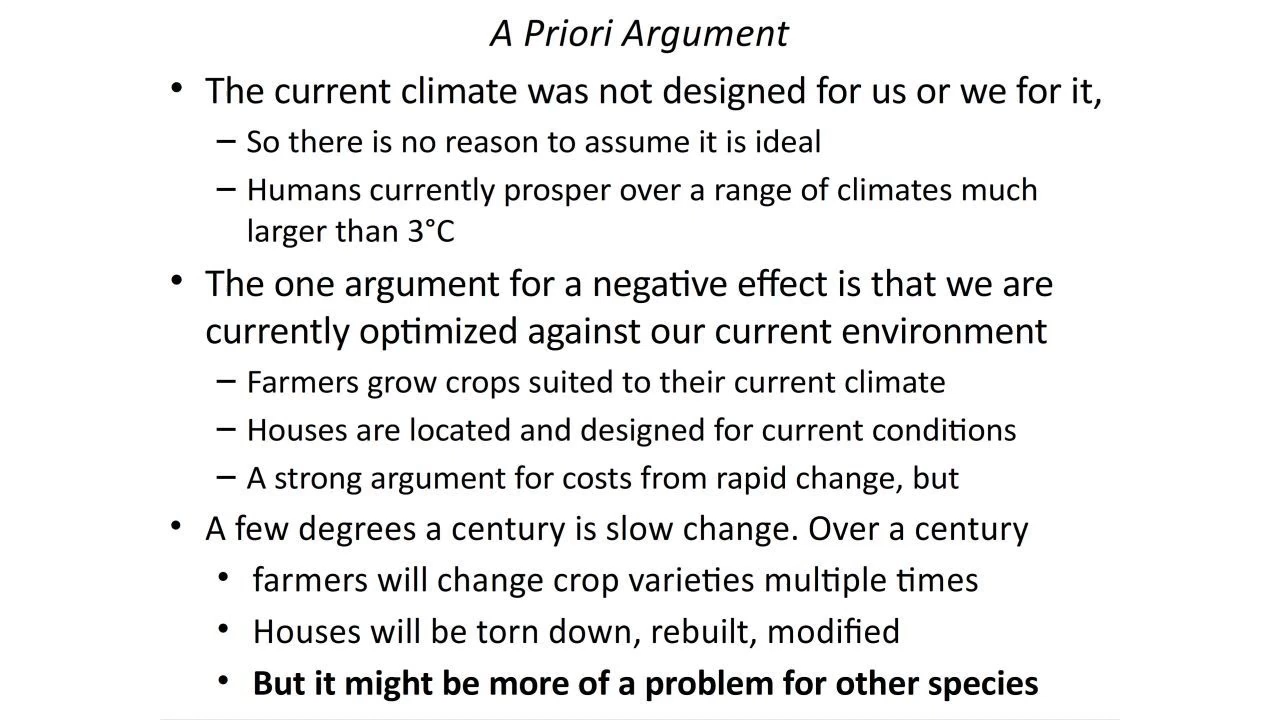 A Priori Argument
• The current climate was not designed for us or we for it,
– So there is no reason to assume it is ideal
– Humans currently prosper over a range of climates much
larger than 3°C
• The one argument for a negative effect is that we are
currently optimized against our current environment
– Farmers grow crops suited to their current climate
– Houses are located and designed for current conditions
– A strong argument for costs from rapid change, but
• A few degrees a century is slow change. Over a century
• farmers will change crop varieties multiple times
• Houses will be torn down, rebuilt, modified
• But it might be more of a problem for other species